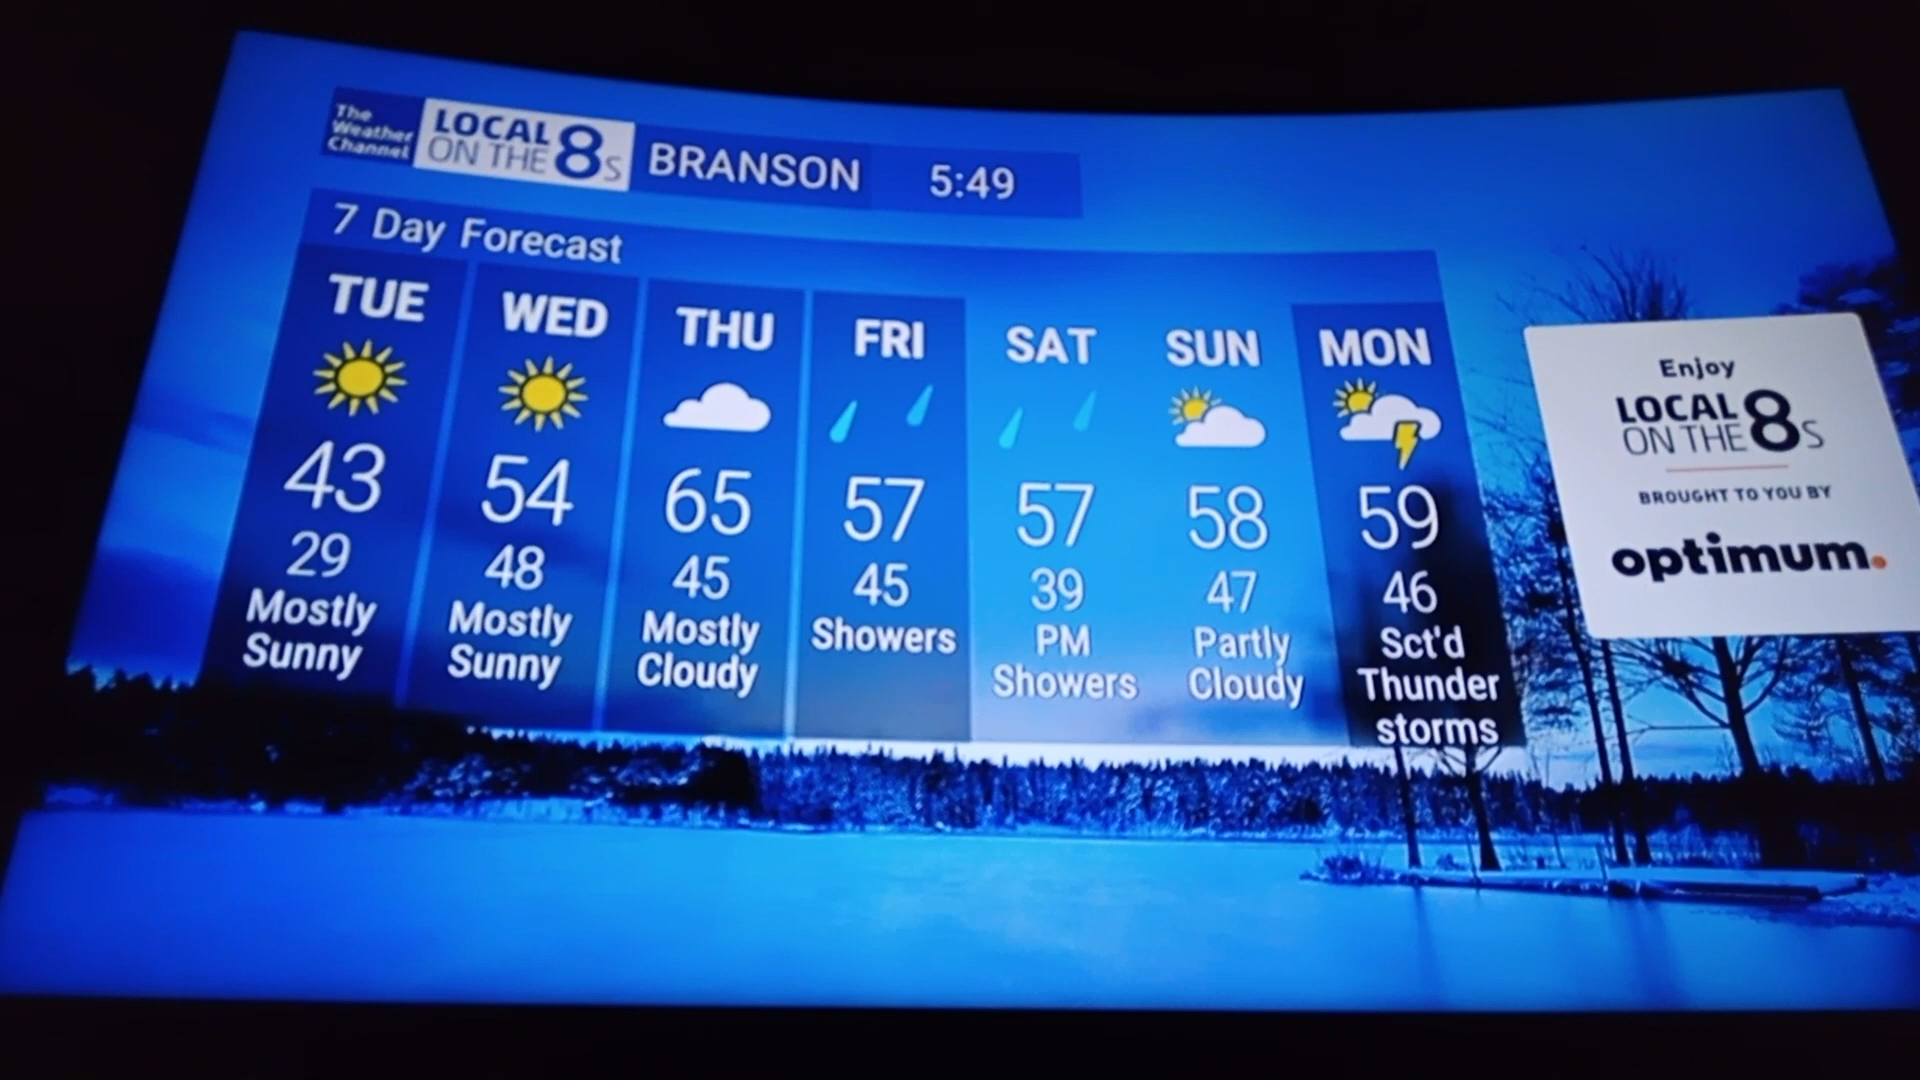 The
Weather
Channel
LOCAL
ON THE 8s
BRANSON 5:49
7 Day Forecast
TUE WED THU FRI SAT SUN MON
43 54 65 57 57 58 59
29 48 45 45 39 47 46
Mostly
Sunny
Mostly
Sunny
Mostly
Cloudy
Showers
PM
Showers
Partly
Cloudy
Sct'd
Thunder
storms
Enjoy
LOCAL
ON THE 8s
BROUGHT TO YOU BY
optimum.